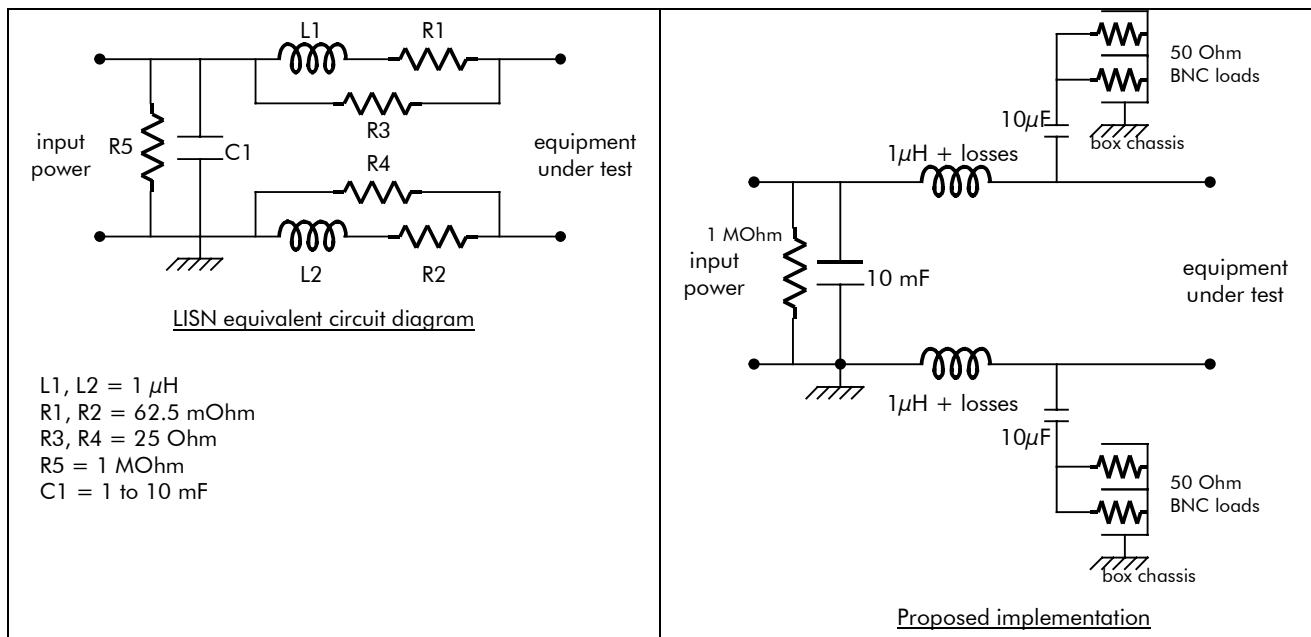 L1
R1
R3
input
power
R5
C1
equipment
under test
R4
L2
R2
LISN equivalent circuit diagram
L1, L2 = 1 µH
R1, R2 = 62.5 mOhm
R3, R4 = 25 Ohm
R5 = 1 MOhm
C1 = 1 to 10 mF
50 Ohm
BNC loads
10µF
box chassis
1µH + losses
1 MOhm
input
power
10 mF
equipment
under test
1µH + losses
10µF
50 Ohm
BNC loads
box chassis
Proposed implementation